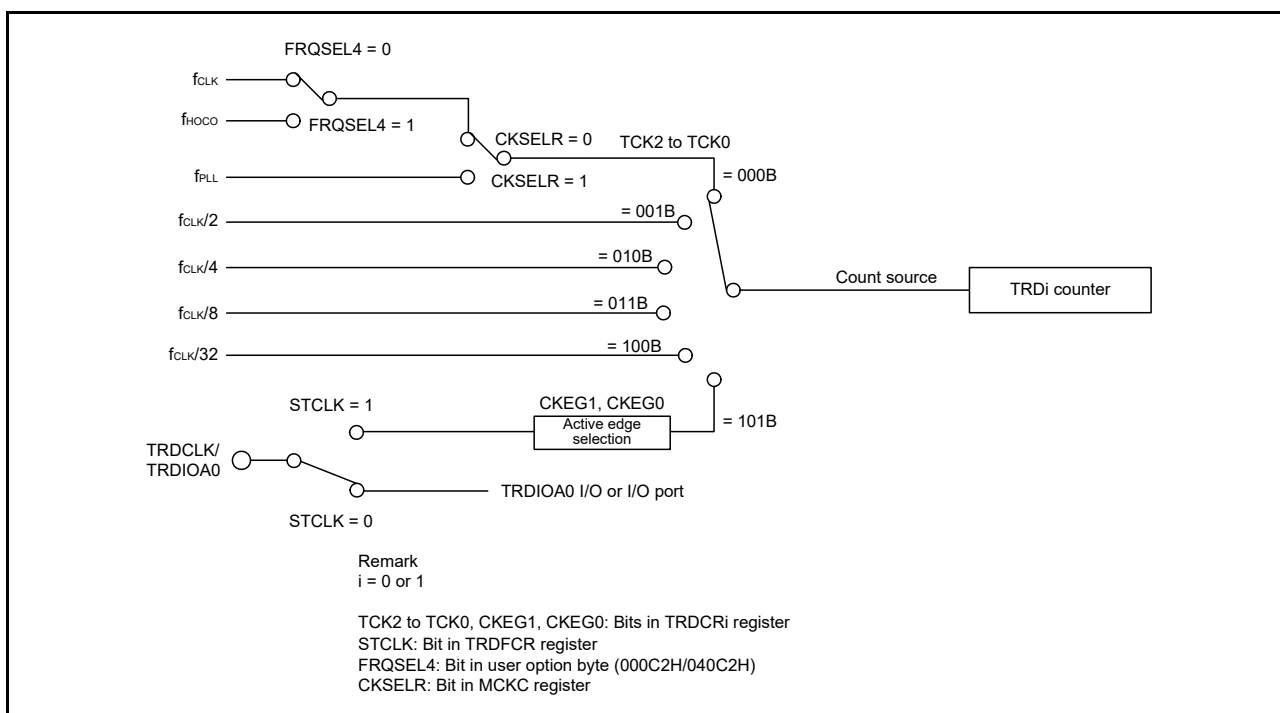 FRQSEL4 = 0
fCLK
fHOCO
FRQSEL4 = 1
CKSELR = 0
TCK2 to TCK0
fPLL
CKSELR = 1
= 000B
fCLK/2
= 001B
fCLK/4
= 010B
Count source
TRDi counter
fCLK/8
= 011B
fCLK/32
= 100B
STCLK = 1
CKEG1, CKEG0
Active edge
selection
= 101B
TRDCLK/
TRDIOA0
TRDIOA0 I/O or I/O port
STCLK = 0
Remark
i = 0 or 1
TCK2 to TCK0, CKEG1, CKEG0: Bits in TRDCRi register
STCLK: Bit in TRDFCR register
FRQSEL4: Bit in user option byte (000C2H/040C2H)
CKSELR: Bit in MCKC register